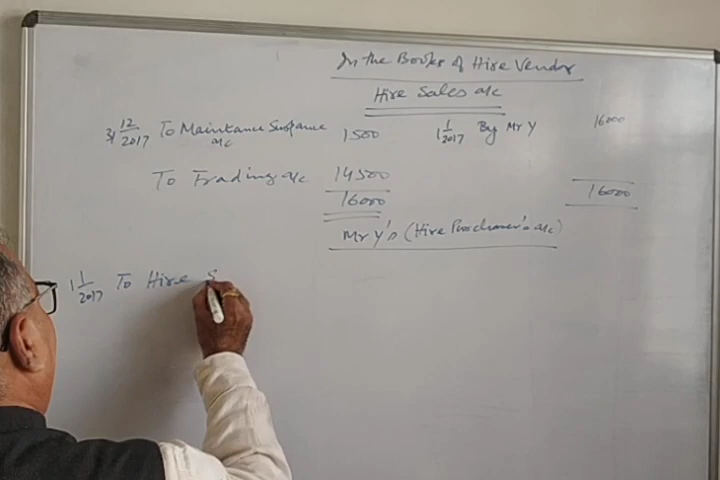 In the Books of Hire Vendor
Hire Sales a/c
31/12/2017 To Maintance Suspance a/c 1500 1/1/2017 By Mr Y 16000
To Trading a/c 14500
16000 16000
Mr Y's (Hire Purchaser's a/c)
1/1/2017 To Hire S